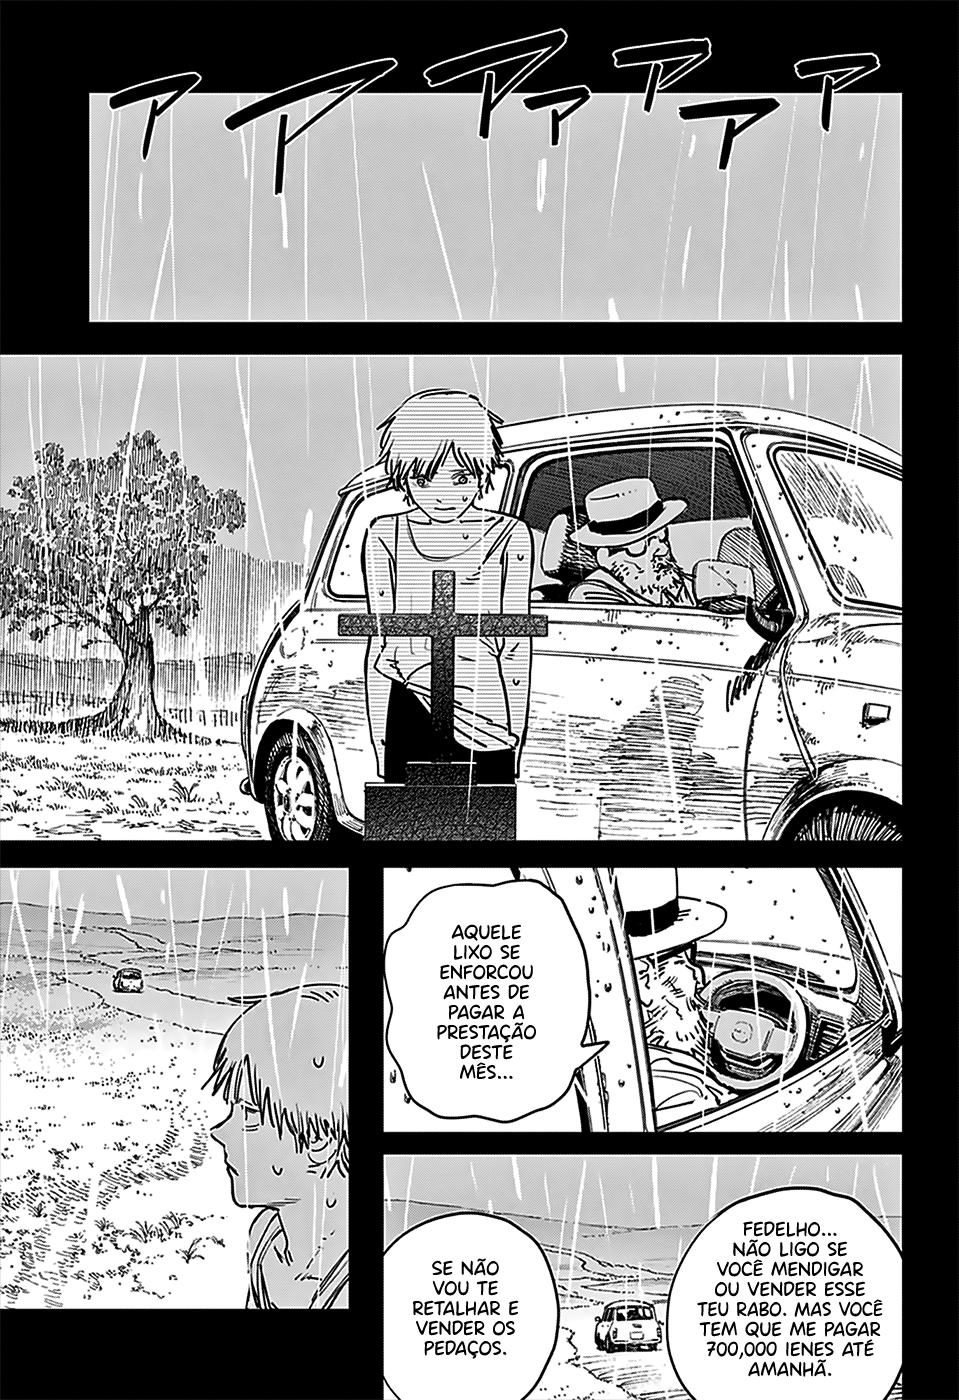 アアアアアアア
AQUELE
LIXO SE
ENFORCOU
ANTES DE
PAGAR A
PRESTAÇÃO
DESTE
MÊS...
FEDELHO...
NÃO LIGO SE
VOCÊ MENDIGAR
OU VENDER ESSE
TEU RABO. MAS VOCÊ
TEM QUE ME PAGAR
700,000 IENES ATÉ
AMANHÃ.
SE NÃO
VOU TE
RETALHAR E
VENDER OS
PEDAÇOS.